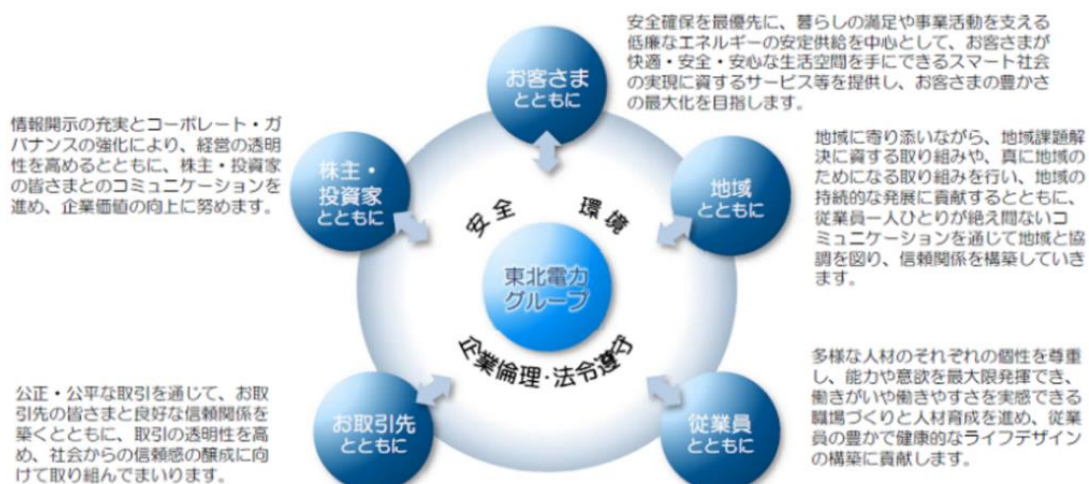 お客さま
とともに
安全確保を最優先に、暮らしの満足や事業活動を支える
低廉なエネルギーの安定供給を中心として、お客さまが
快適・安全・安心な生活空間を手にできるスマート社会
の実現に資するサービス等を提供し、お客さまの豊かさ
の最大化を目指します。
情報開示の充実とコーポレート・ガ
バナンスの強化により、経営の透明
性を高めるとともに、株主・投資家
の皆さまとのコミュニケーションを
進め、企業価値の向上に努めます。
株主・
投資家
とともに
地域
とともに
地域に寄り添いながら、地域課題解
決に資する取り組みや、真に地域の
ためになる取り組みを行い、地域の
持続的な発展に貢献するとともに、
従業員一人ひとりが絶え間ないコ
ミュニケーションを通じて地域と協
調を図り、信頼関係を構築していき
ます。
安全
環境
東北電力
グループ
企業倫理・法令遵守
公正・公平な取引を通じて、お取
引先の皆さまと良好な信頼関係を
築くとともに、取引の透明性を高
め、社会からの信頼感の醸成に向
けて取り組んでまいります。
お取引先
とともに
従業員
とともに
多様な人材のそれぞれの個性を尊重
し、能力や意欲を最大限発揮でき、
働きがいや働きやすさを実感できる
職場づくりと人材育成を進め、従業
員の豊かで健康的なライフデザイン
の構築に貢献します。